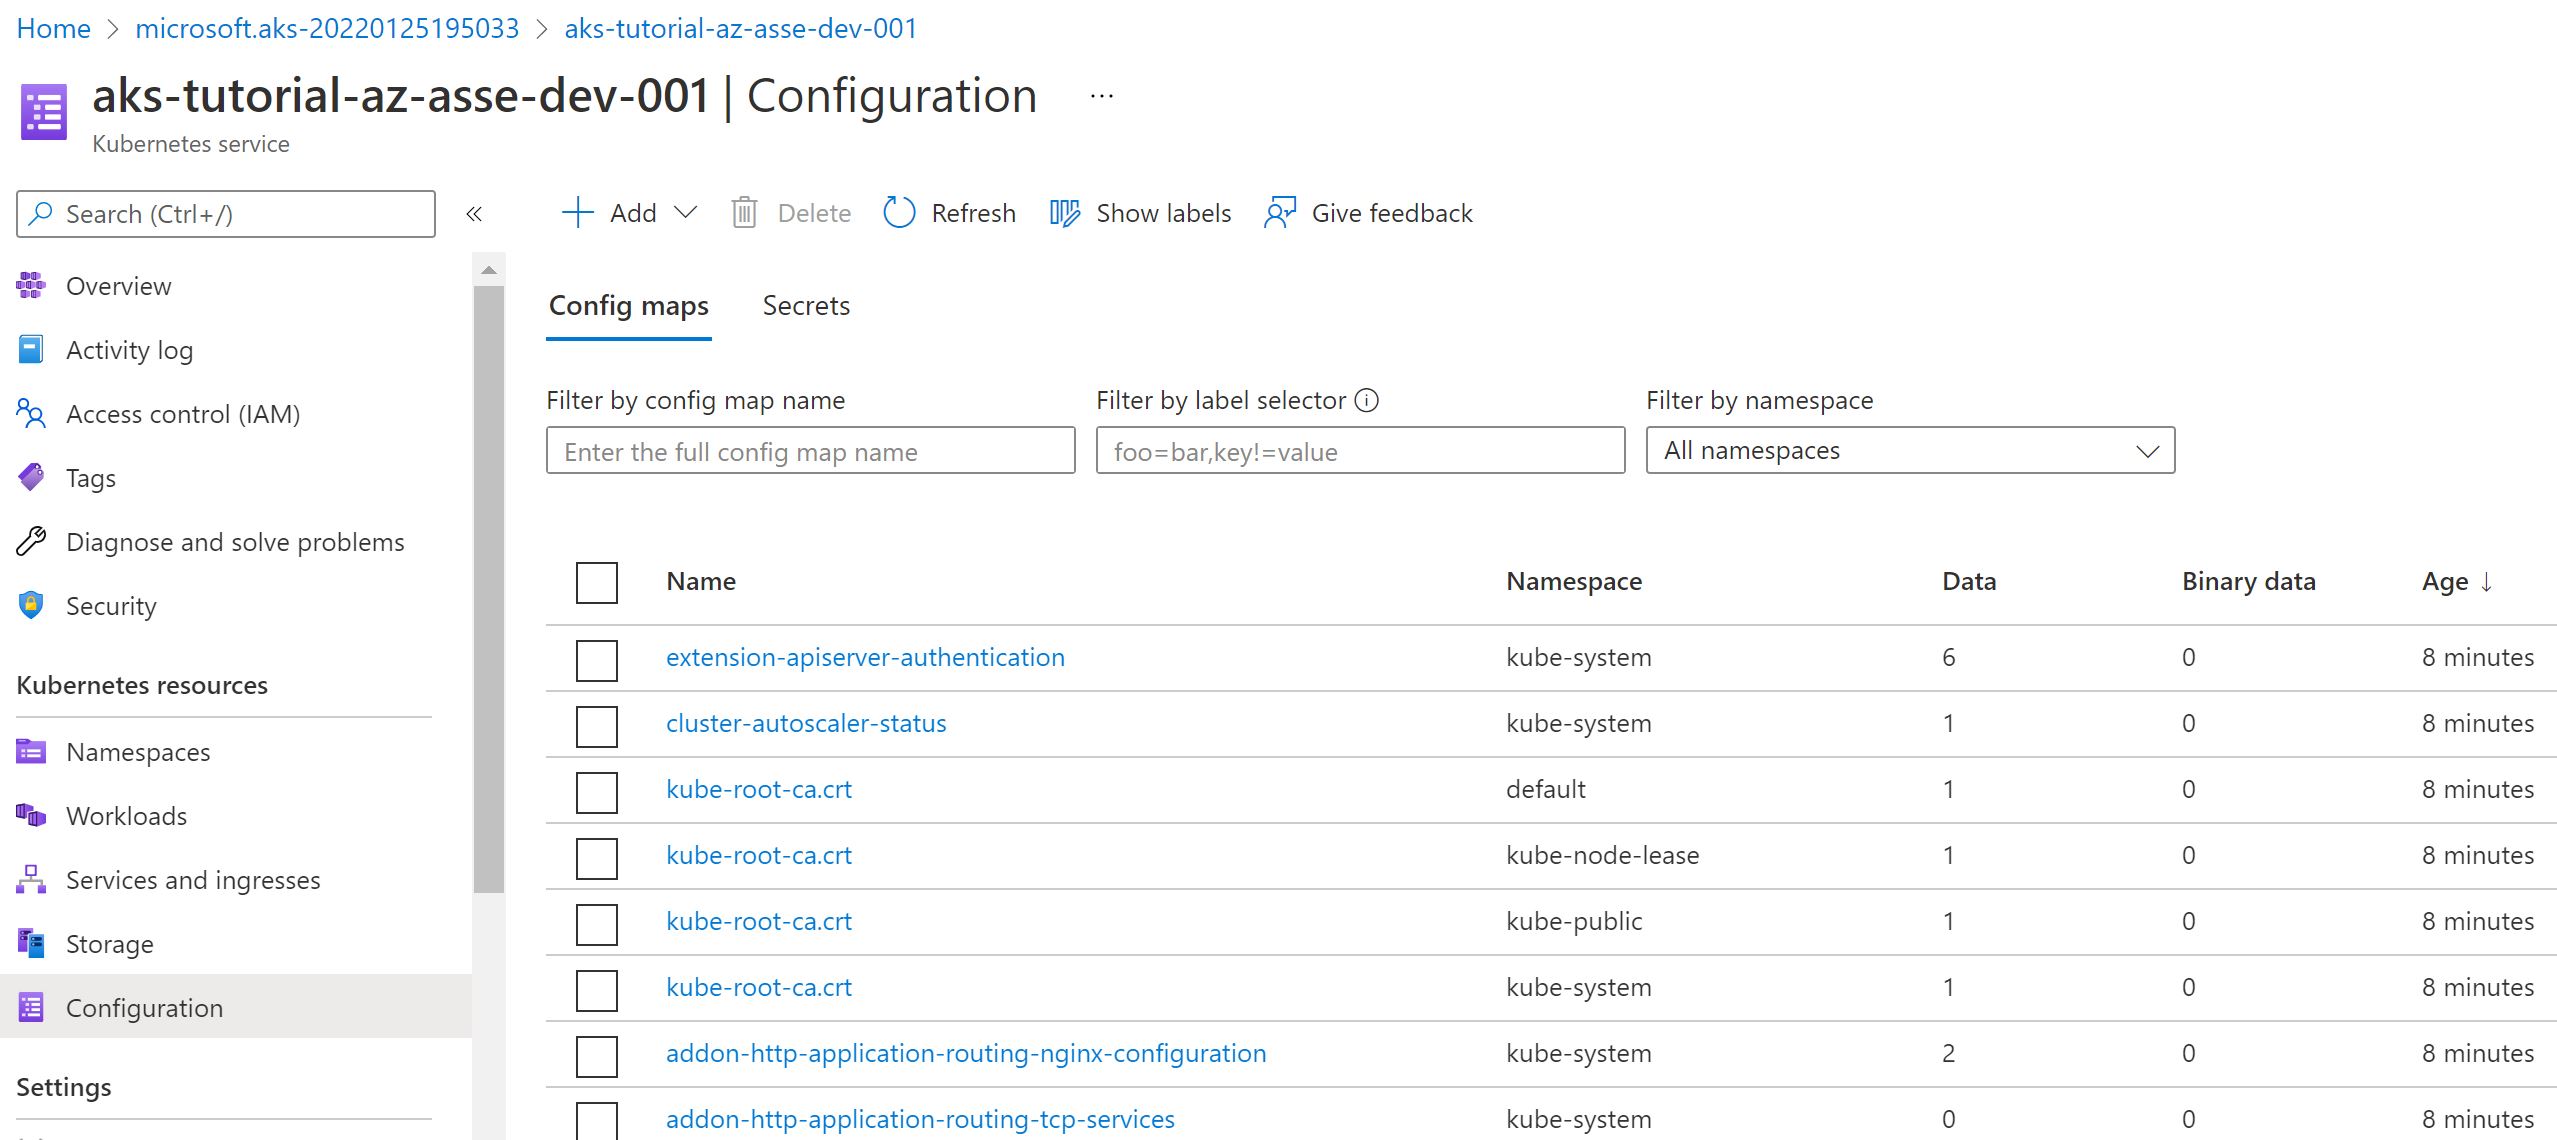 Home > microsoft.aks-20220125195033 > aks-tutorial-az-asse-dev-001
aks-tutorial-az-asse-dev-001 | Configuration ...
Kubernetes service
Search (Ctrl+/)
«
Add
Delete
Refresh
Show labels
Give feedback
Overview
Activity log
Access control (IAM)
Tags
Diagnose and solve problems
Security
Kubernetes resources
Namespaces
Workloads
Services and ingresses
Storage
Configuration
Settings
Config maps Secrets
Filter by config map name Filter by label selector Filter by namespace
Enter the full config map name foo=bar,key!=value All namespaces
Name Namespace Data Binary data Age ↓
extension-apiserver-authentication kube-system 6 0 8 minutes
cluster-autoscaler-status kube-system 1 0 8 minutes
kube-root-ca.crt default 1 0 8 minutes
kube-root-ca.crt kube-node-lease 1 0 8 minutes
kube-root-ca.crt kube-public 1 0 8 minutes
kube-root-ca.crt kube-system 1 0 8 minutes
addon-http-application-routing-nginx-configuration kube-system 2 0 8 minutes
addon-http-application-routing-tcp-services kube-system 0 0 8 minutes